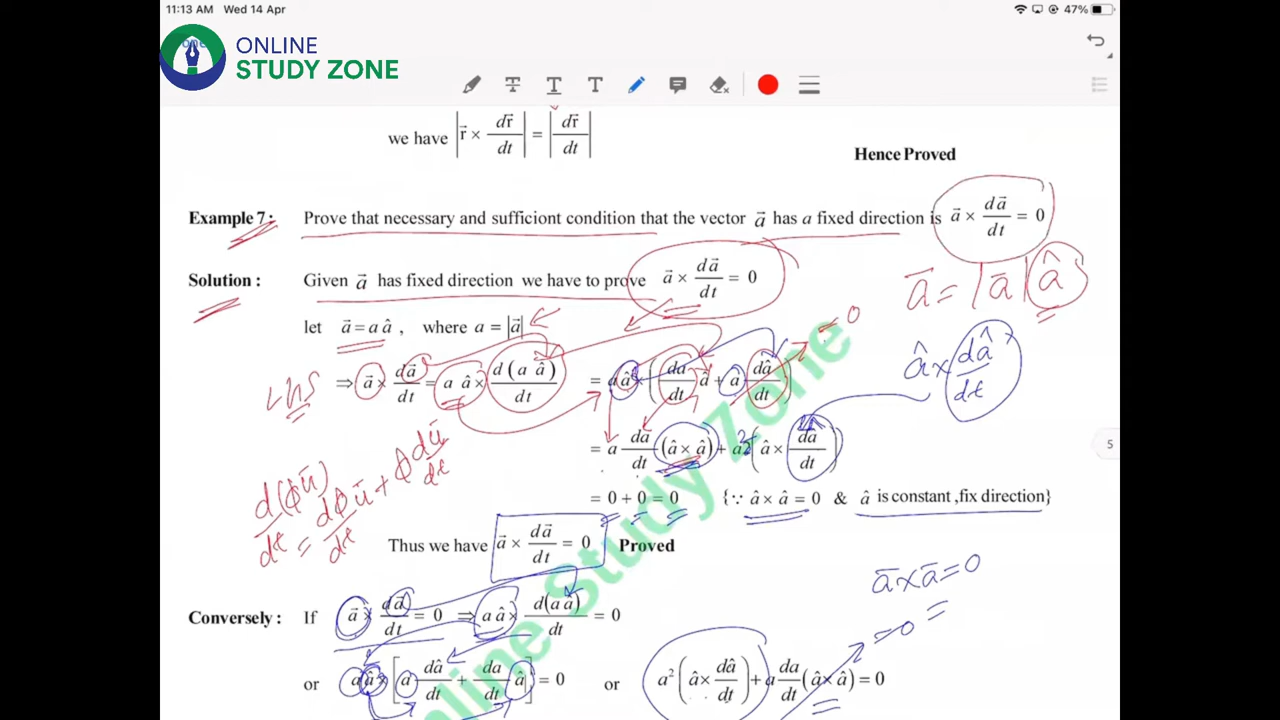 11:13 AM Wed 14 Apr
47%
ONLINE
STUDY ZONE
we have |r⃗ × dr⃗/dt| = |dr⃗/dt|
Hence Proved
Example 7 : Prove that necessary and sufficiont condition that the vector a⃗ has a fixed direction is a⃗ × da⃗/dt = 0
Solution : Given a⃗ has fixed direction we have to prove a⃗ × da⃗/dt = 0
a̅ = |a̅| â
let a⃗ = a â , where a = |a⃗|
= 0
LHS
⇒ a⃗ × da⃗/dt = a â × d(a â)/dt = a â × (da/dt â + a dâ/dt)
â × dâ/dt
= a da/dt (â × â) + a² (â × dâ/dt)
d(ϕu̅)/dt = dϕ/dt u̅ + ϕ du̅/dt
= 0 + 0 = 0 {∵ â × â = 0 & â is constant ,fix direction}
Thus we have a⃗ × da⃗/dt = 0 Proved
a̅ × a̅ = 0
Conversely : If a⃗ × da⃗/dt = 0 ⇒ a â × d(a â)/dt = 0
= 0
or a â × [a dâ/dt + da/dt â] = 0 or a² (â × dâ/dt) + a da/dt (â × â) = 0
5
Online Study Zone